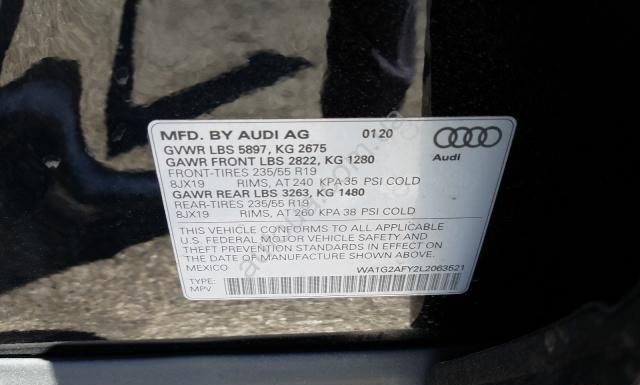 MFD. BY AUDI AG 0120
GVWR LBS 5897, KG 2675
GAWR FRONT LBS 2822, KG 1280
FRONT-TIRES 235/55 R19
8JX19 RIMS, AT 240 KPA 35 PSI COLD
GAWR REAR LBS 3263, KG 1480
REAR-TIRES 235/55 R19
8JX19 RIMS, AT 260 KPA 38 PSI COLD
Audi
THIS VEHICLE CONFORMS TO ALL APPLICABLE
U.S. FEDERAL MOTOR VEHICLE SAFETY, BUMPER AND
THEFT PREVENTION STANDARDS IN EFFECT ON
THE DATE OF MANUFACTURE SHOWN ABOVE.
MEXICO WA1G2AFY2L2063521
TYPE:
MPV